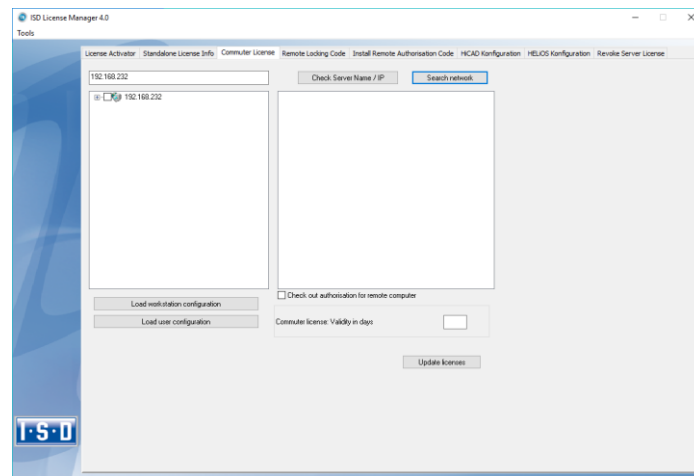 ISD License Manager 4.0
Tools
License Activator Standalone License Info Commuter License Remote Locking Code Install Remote Authorisation Code HiCAD Konfiguration HELiOS Konfiguration Revoke Server License
192.168.232 Check Server Name / IP Search network
192.168.232
Check out authorisation for remote computer
Load workstation configuration
Load user configuration Commuter license: Validity in days
Update licenses
I·S·D